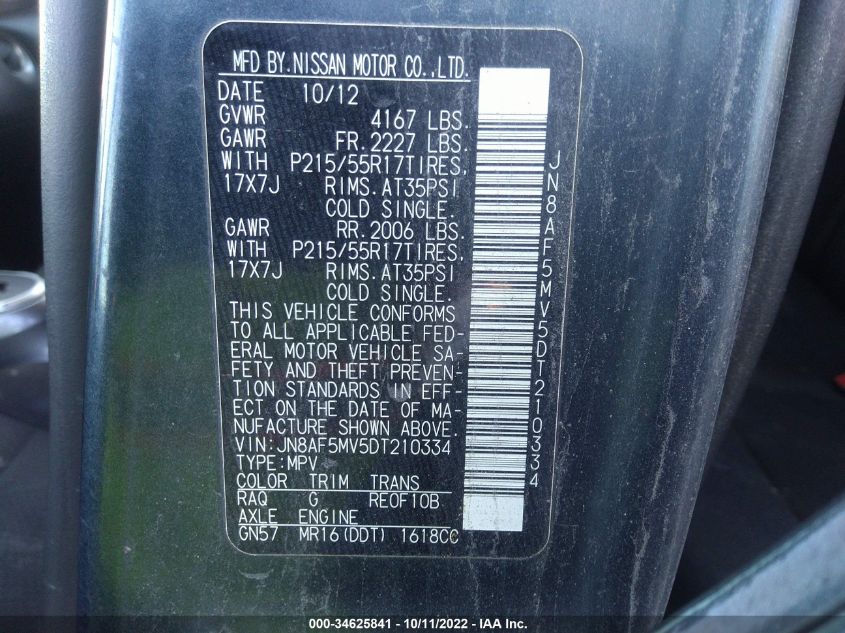 MFD BY.NISSAN MOTOR CO.,LTD.
DATE 10/12
GVWR 4167 LBS.
GAWR FR.2227 LBS.
WITH P215/55R17TIRES,
17X7J RIMS.AT35PSI
COLD SINGLE.
GAWR RR.2006 LBS.
WITH P215/55R17TIRES,
17X7J RIMS.AT35PSI
COLD SINGLE.
THIS VEHICLE CONFORMS
TO ALL APPLICABLE FED-
ERAL MOTOR VEHICLE SA-
FETY AND THEFT PREVEN-
TION STANDARDS IN EFF-
ECT ON THE DATE OF MA-
NUFACTURE SHOWN ABOVE.
VIN:JN8AF5MV5DT210334
TYPE:MPV
COLOR TRIM TRANS
RAQ G RE0F10B
AXLE ENGINE
GN57 MR16(DDT) 1618CC
JN8AF5MV5DT210334
000-34625841 - 10/11/2022 - IAA Inc.